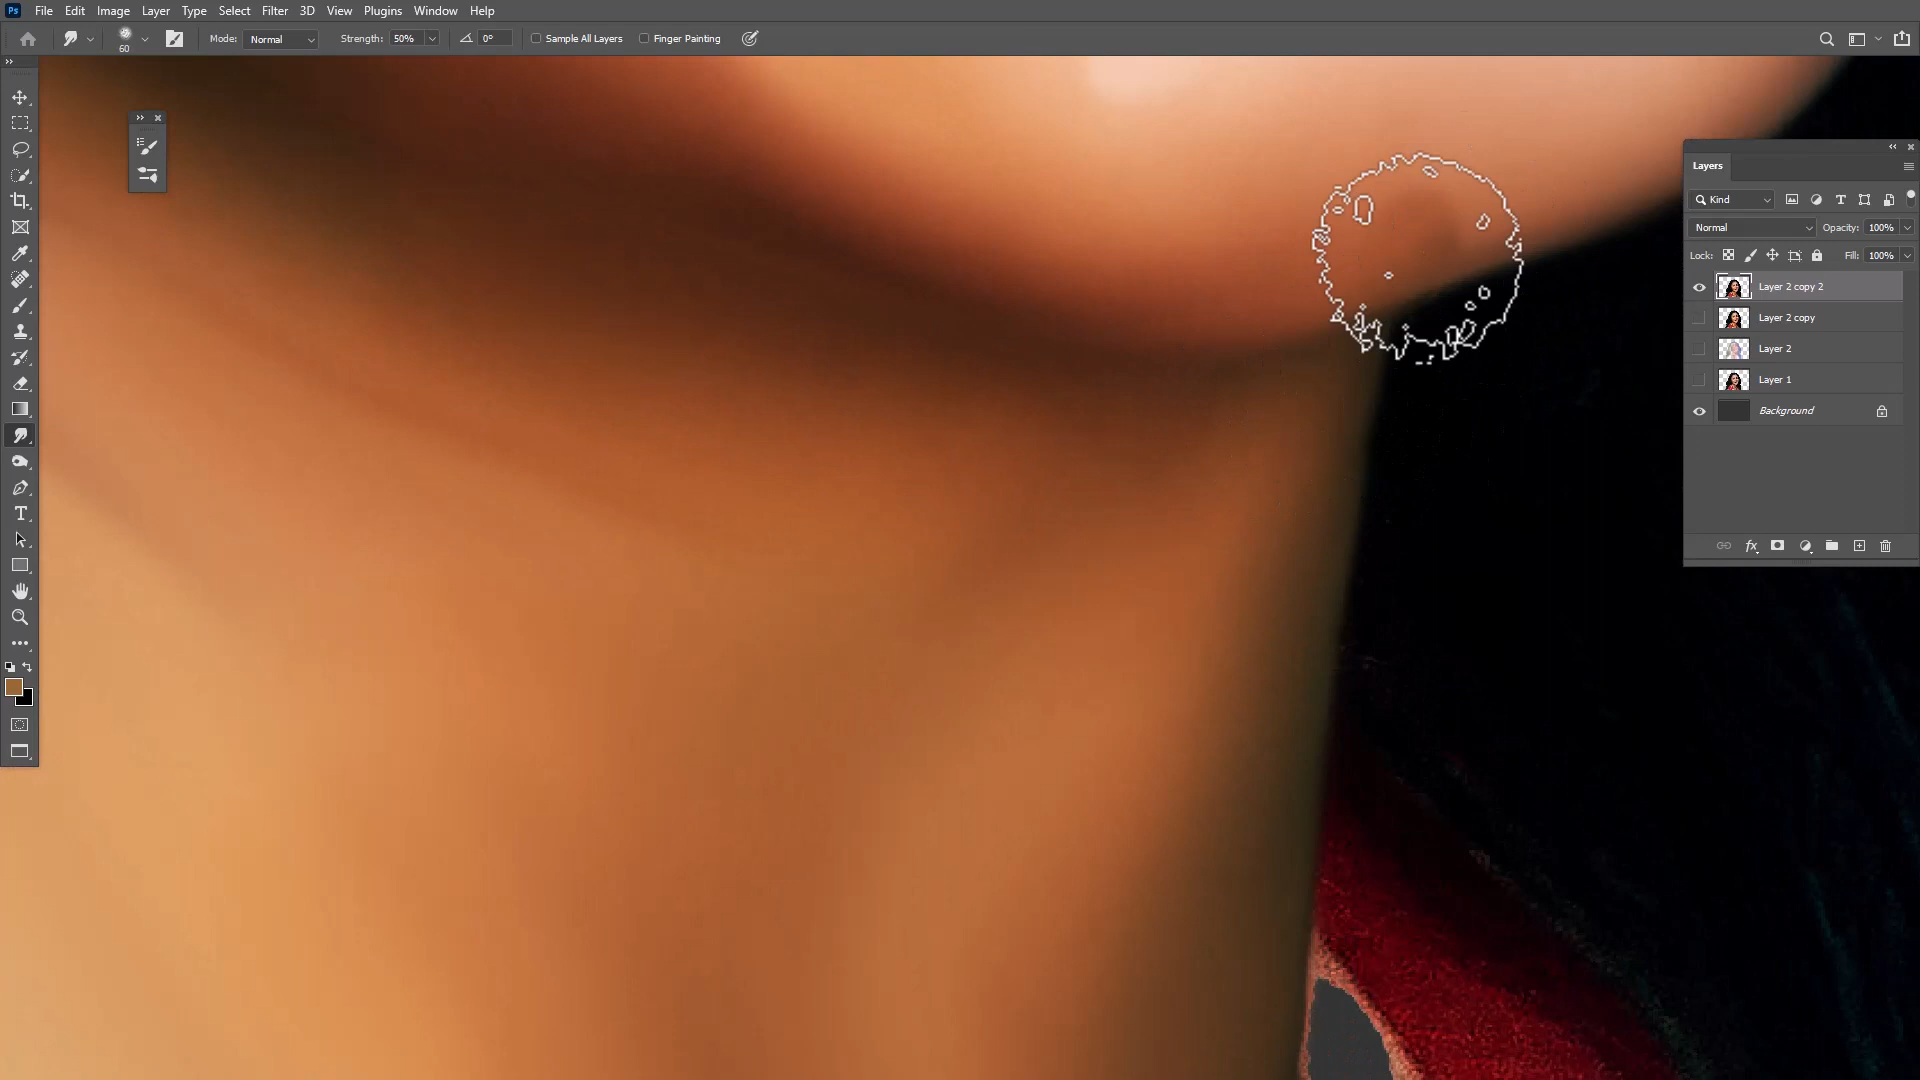 Ps File Edit Image Layer Type Select Filter 3D View Plugins Window Help
60 Mode: Normal Strength: 50% 0° Sample All Layers Finger Painting
Layers
Kind
Normal Opacity: 100%
Lock: Fill: 100%
Layer 2 copy 2
Layer 2 copy
Layer 2
Layer 1
Background
fx